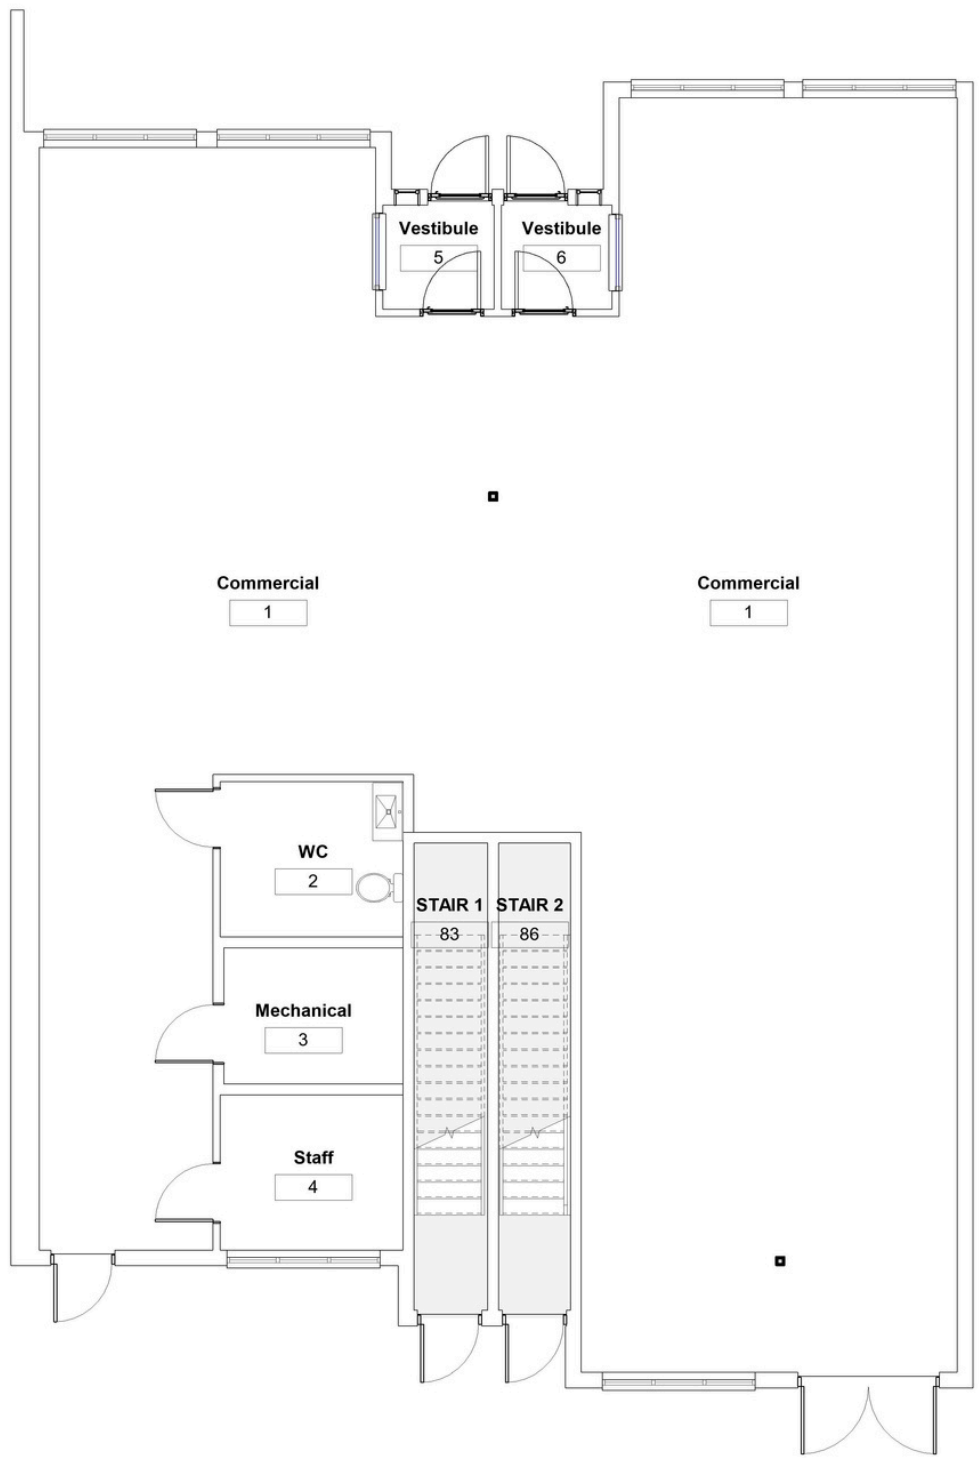 Vestibule
5
Vestibule
6
Commercial
1
Commercial
1
WC
2
STAIR 1
83
STAIR 2
86
Mechanical
3
Staff
4